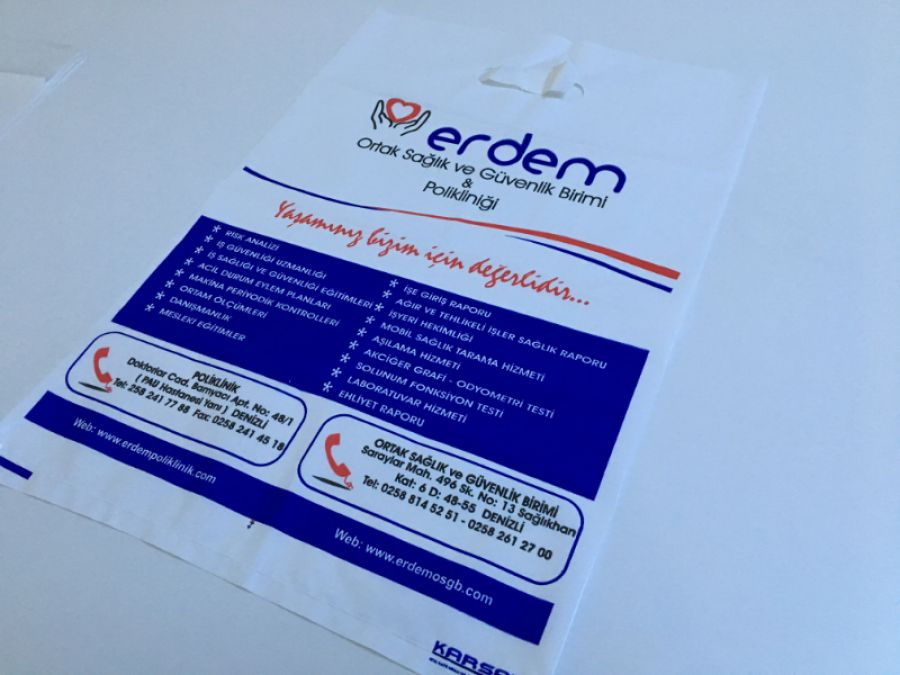 erdem
Ortak Sağlık ve Güvenlik Birimi
&
Polikliniği
Yaşamınız bizim için değerlidir...
* RISK ANALİZİ
* İŞ GÜVENLİĞİ UZMANLIĞI
* İŞ SAĞLIĞI VE GÜVENLİĞİ EĞİTİMLERİ
* ACİL DURUM EYLEM PLANLARI
* MAKİNA PERİYODİK KONTROLLERİ
* ORTAM ÖLÇÜMLERİ
* DANIŞMANLIK
* MESLEKİ EĞİTİMLER
* İŞE GİRİŞ RAPORU
* AĞIR VE TEHLİKELİ İŞLER SAĞLIK RAPORU
* İŞYERİ HEKİMLİĞİ
* MOBİL SAĞLIK TARAMA HİZMETİ
* AŞILAMA HİZMETİ
* AKCİĞER GRAFİ - ODYOMETRİ TESTİ
* SOLUNUM FONKSİYON TESTİ
* LABORATUVAR HİZMETİ
* EHLİYET RAPORU
POLİKLİNİK
Doktorlar Cad. Bamyacı Apt. No: 48/1
( PAU Hastanesi Yanı ) DENİZLİ
Tel: 258 241 77 88 Fax: 0258 241 45 18
ORTAK SAĞLIK ve GÜVENLİK BİRİMİ
Saraylar Mah. 496 Sk. No: 13 Sağlıkhan
Kat: 6 D: 48-55 DENİZLİ
Tel: 0258 814 52 51 - 0258 261 27 00
Web: www.erdempoliklinik.com
Web: www.erdemosgb.com